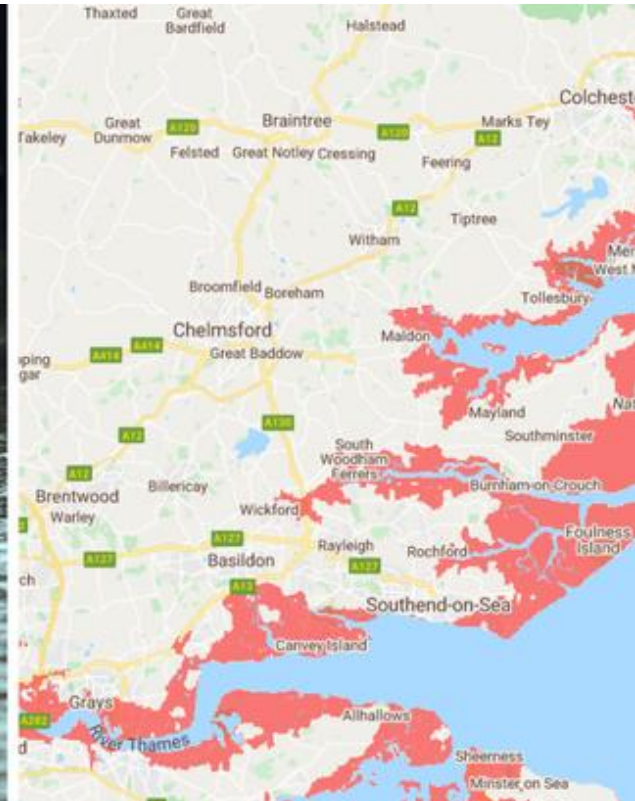 Thaxted
Great
Bardfield
Halstead
Takeley
Great
Dunmow
A120
Braintree
A120
Marks Tey
A12
Felsted
Great Notley
Cressing
Feering
A12
Tiptree
Witham
Tollesbury
Broomfield
Boreham
Chelmsford
Maldon
A414
A414
Great Baddow
Mayland
A130
Southminster
A12
South
Woodham
Ferrers
A12
Billericay
Burnham-on-Crouch
Brentwood
Warley
Wickford
Foulness
Island
A127
A127
Rayleigh
Rochford
Basildon
A127
A13
Southend-on-Sea
Canvey Island
Grays
Allhallows
A282
River Thames
Sheerness
Minster on Sea